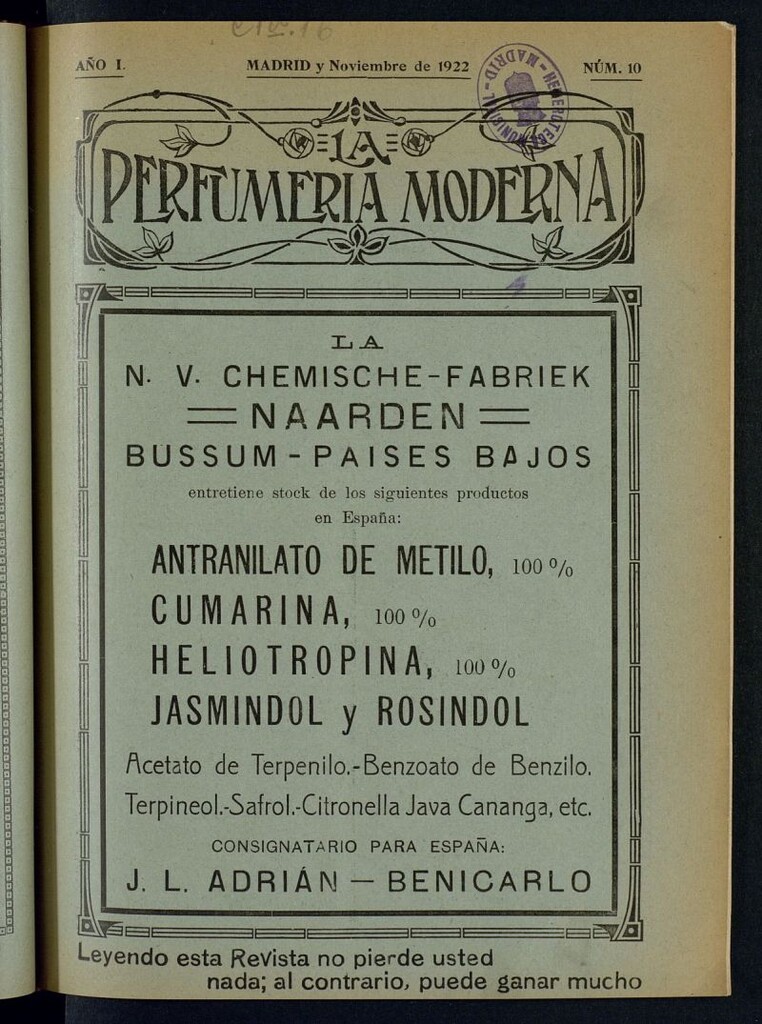 AÑO I.
MADRID y Noviembre de 1922
NÚM. 10
HEMEROTECA MUNICIPAL - MADRID -
LA
PERFUMERIA MODERNA
LA
N. V. CHEMISCHE-FABRIEK
NAARDEN
BUSSUM - PAISES BAJOS
entretiene stock de los siguientes productos
en España:
ANTRANILATO DE METILO, 100 %
CUMARINA, 100 %
HELIOTROPINA, 100 %
JASMINDOL y ROSINDOL
Acetato de Terpenilo.-Benzoato de Benzilo.
Terpineol.-Safrol.-Citronella Java Cananga, etc.
CONSIGNATARIO PARA ESPAÑA:
J. L. ADRIÁN — BENICARLO
Leyendo esta Revista no pierde usted
nada; al contrario, puede ganar mucho